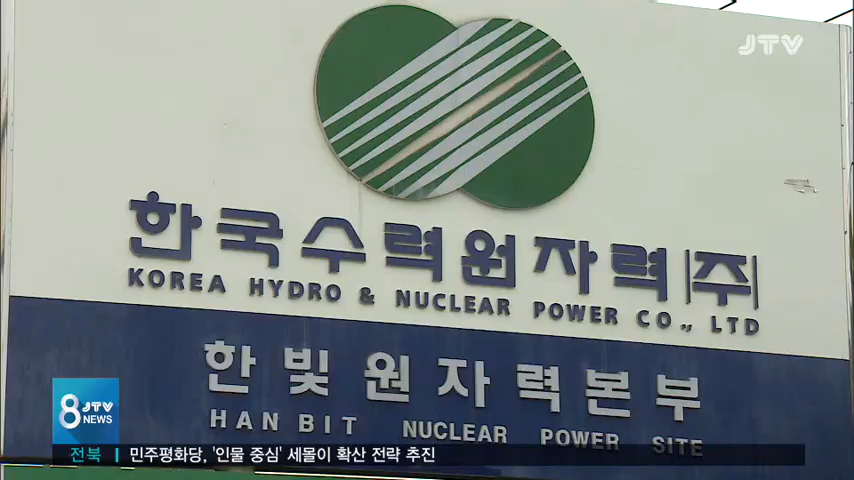 JTV
한국수력원자력(주)
KOREA HYDRO & NUCLEAR POWER CO., LTD
한빛원자력본부
HANBIT NUCLEAR POWER SITE
8 JTV
NEWS
전북 | 민주평화당, '인물 중심' 세몰이 확산 전략 추진